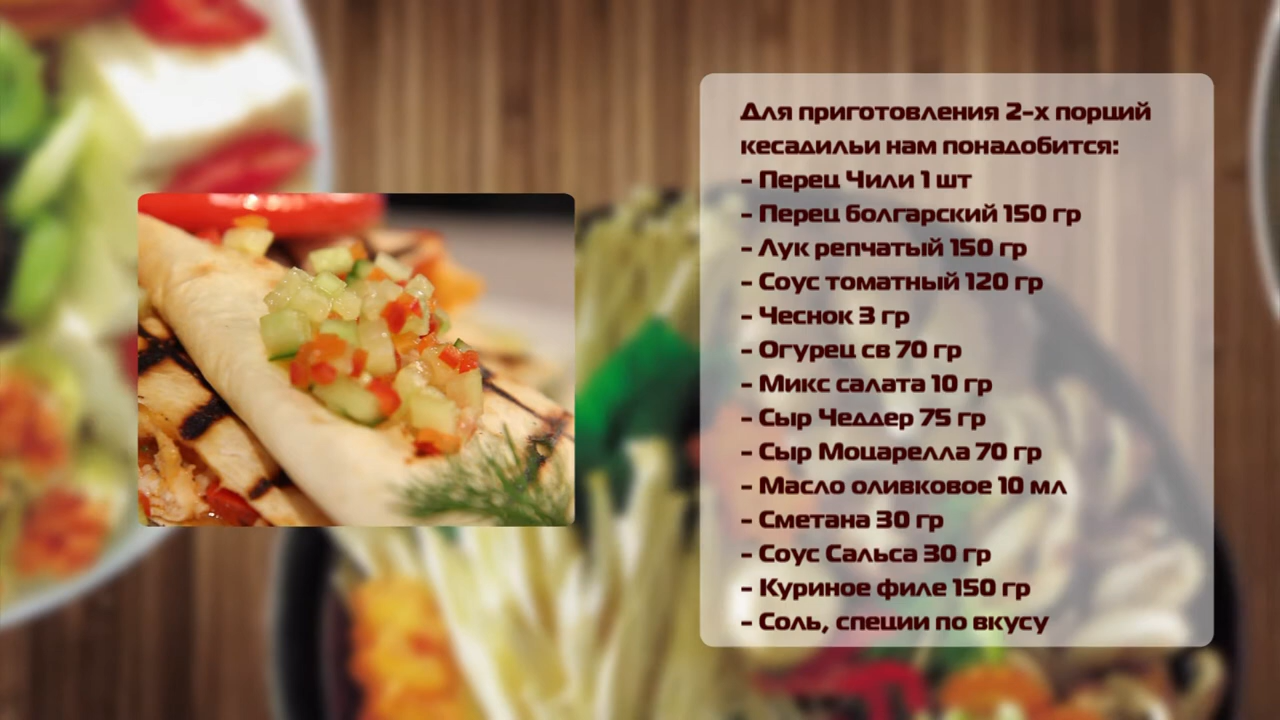 Для приготовления 2-х порций
кесадильи нам понадобится:
- Перец Чили 1 шт
- Перец болгарский 150 гр
- Лук репчатый 150 гр
- Соус томатный 120 гр
- Чеснок 3 гр
- Огурец св 70 гр
- Микс салата 10 гр
- Сыр Чеддер 75 гр
- Сыр Моцарелла 70 гр
- Масло оливковое 10 мл
- Сметана 30 гр
- Соус Сальса 30 гр
- Куриное филе 150 гр
- Соль, специи по вкусу